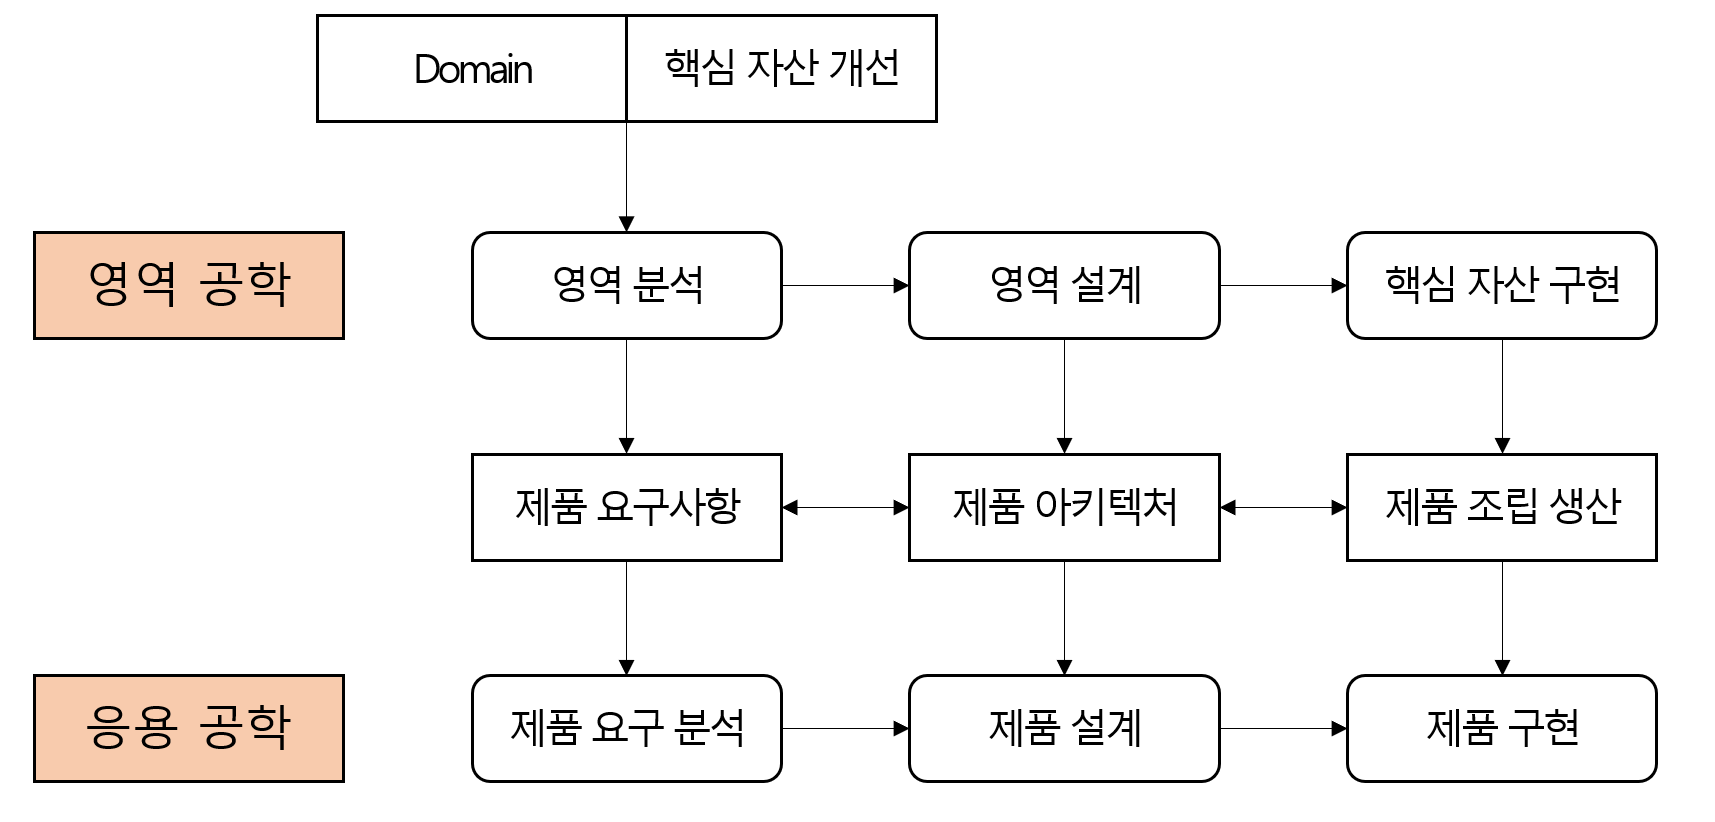 Domain
핵심 자산 개선
영역 공학
영역 분석
영역 설계
핵심 자산 구현
제품 요구사항
제품 아키텍처
제품 조립 생산
응용 공학
제품 요구 분석
제품 설계
제품 구현